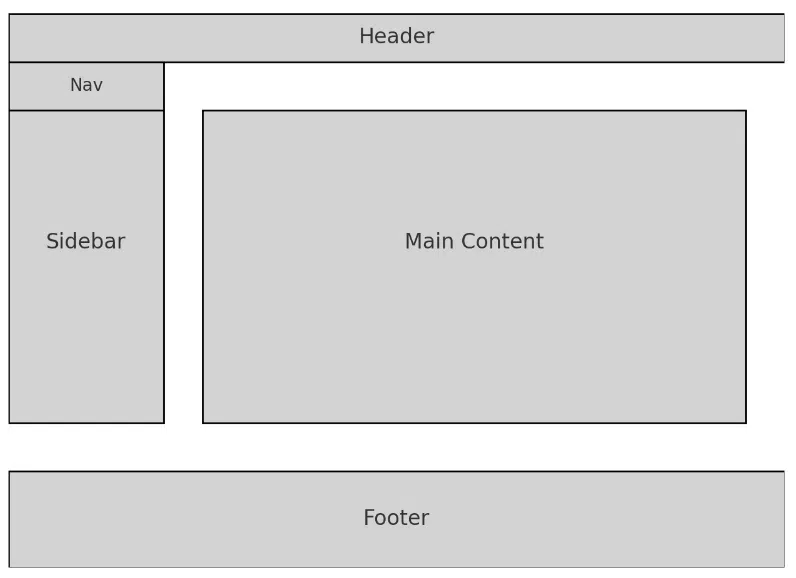 Header
Nav
Sidebar
Main Content
Footer